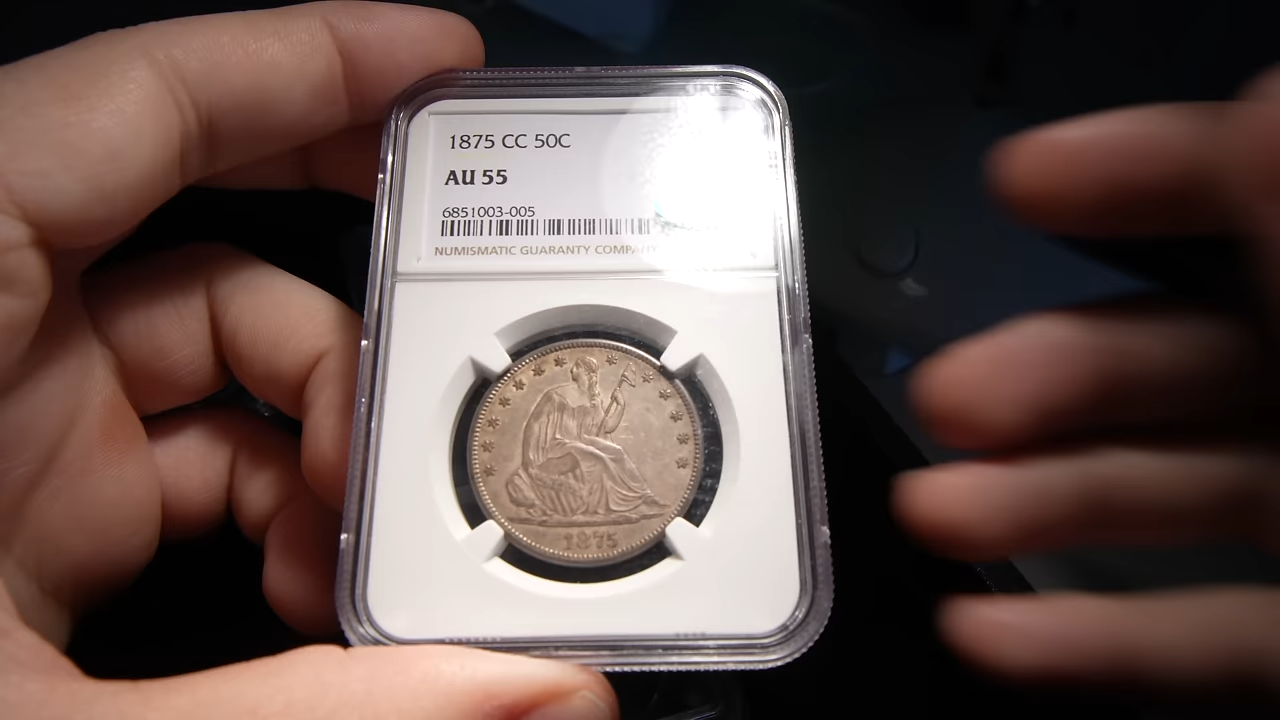 1875 CC 50C
AU 55
6851003-005
NUMISMATIC GUARANTY COMPANY
1875